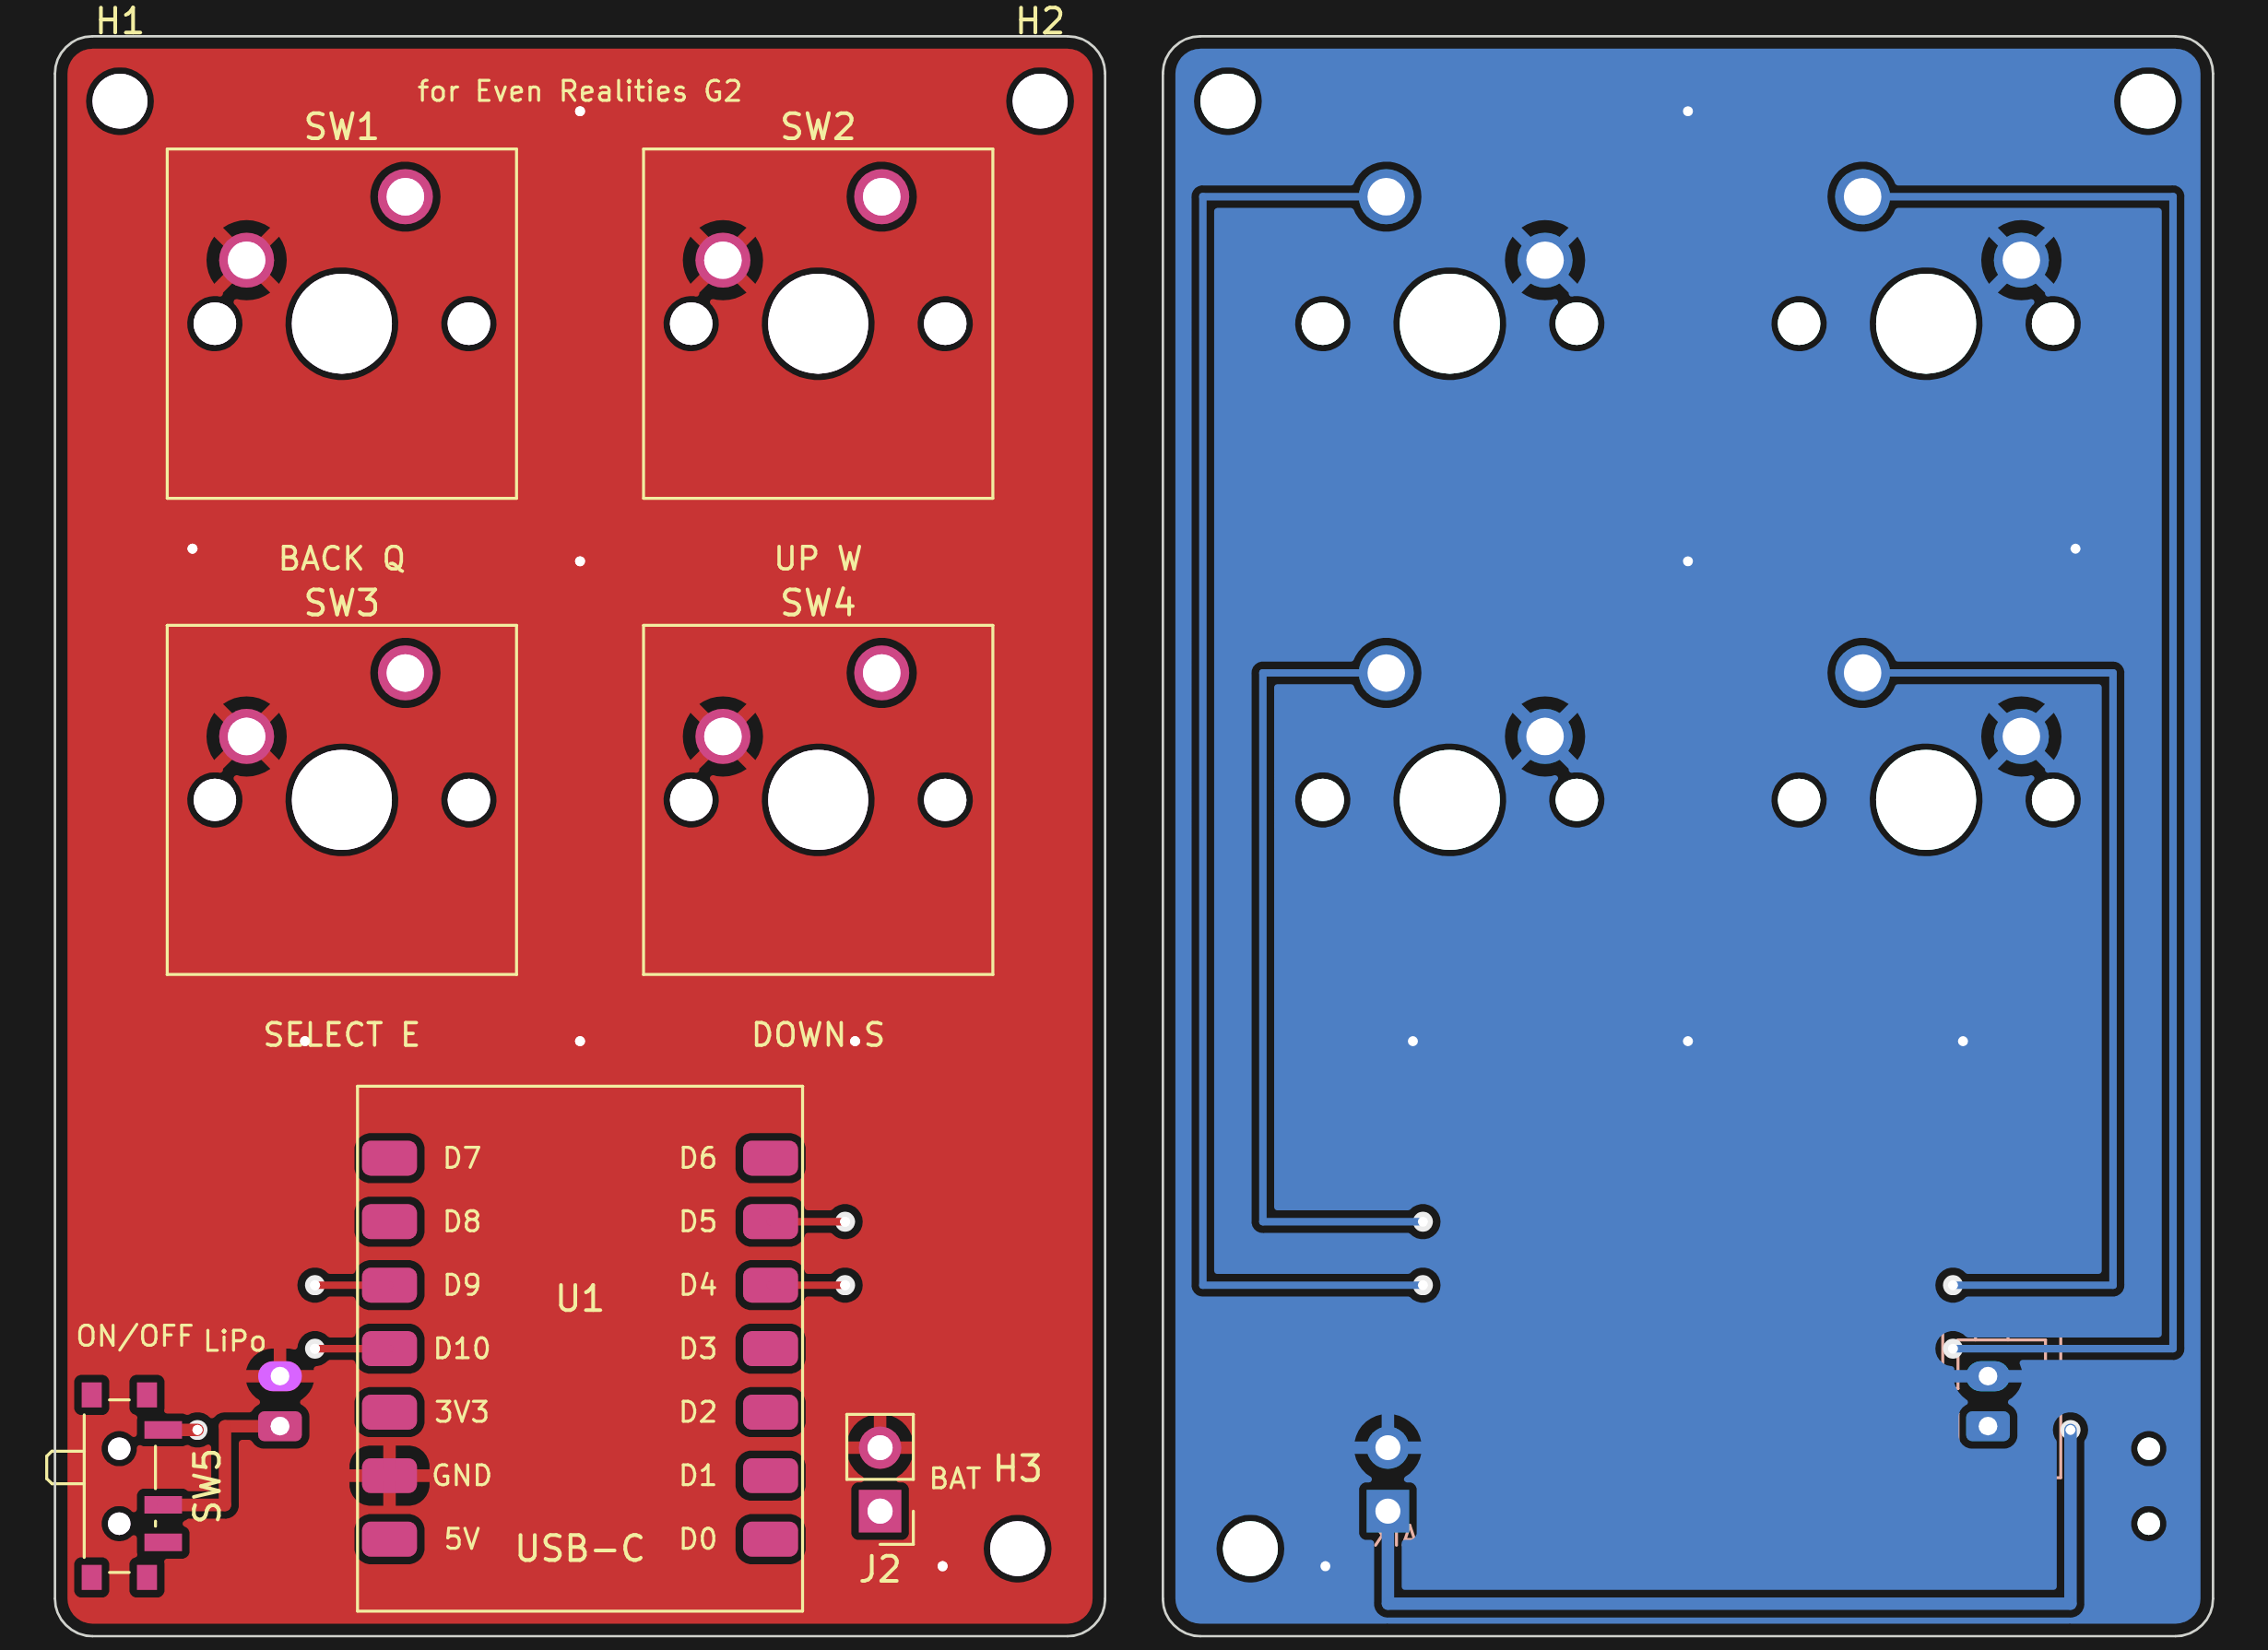 H1 H2
for Even Realities G2
SW1 SW2
BACK Q UP W
SW3 SW4
SELECT E DOWN S
D7 D6
D8 D5
D9 D4
U1
ON/OFF LiPo D10 D3
3V3 D2
SW5 GND D1 BAT H3
5V USB-C D0
J2